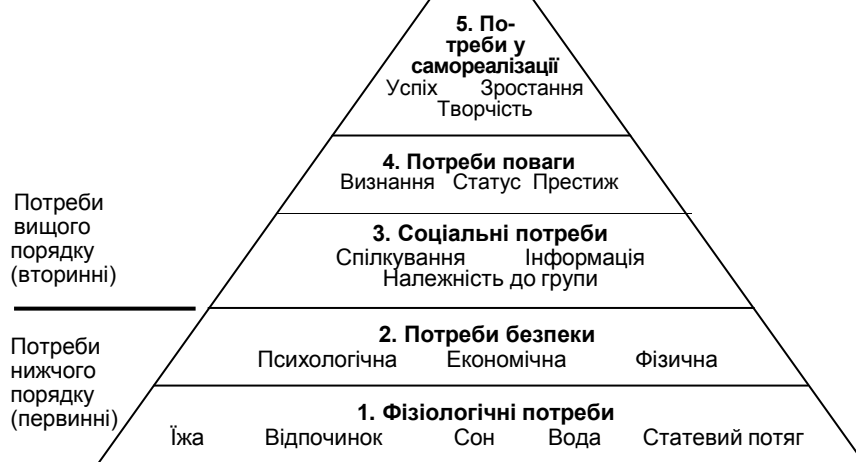 5. По-
треби у
самореалізації
Успіх Зростання
Творчість
4. Потреби поваги
Визнання Статус Престиж
Потреби
вищого
порядку
(вторинні)
3. Соціальні потреби
Спілкування Інформація
Належність до групи
2. Потреби безпеки
Психологічна Економічна Фізична
Потреби
нижчого
порядку
(первинні)
1. Фізіологічні потреби
Їжа Відпочинок Сон Вода Статевий потяг